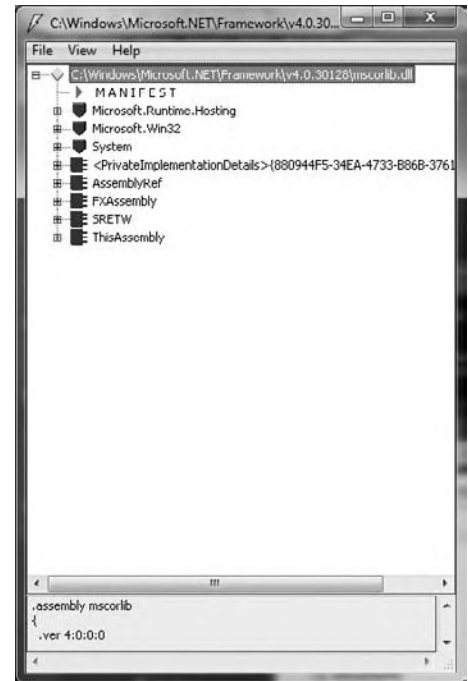 C:\Windows\Microsoft.NET\Framework\v4.0.30...
File View Help
C:\Windows\Microsoft.NET\Framework\v4.0.30128\mscorlib.dll
MANIFEST
Microsoft.Runtime.Hosting
Microsoft.Win32
System
<PrivateImplementationDetails>{880944F5-34EA-4733-B86B-3761
AssemblyRef
FXAssembly
SRETW
ThisAssembly
.assembly mscorlib
{
.ver 4:0:0:0